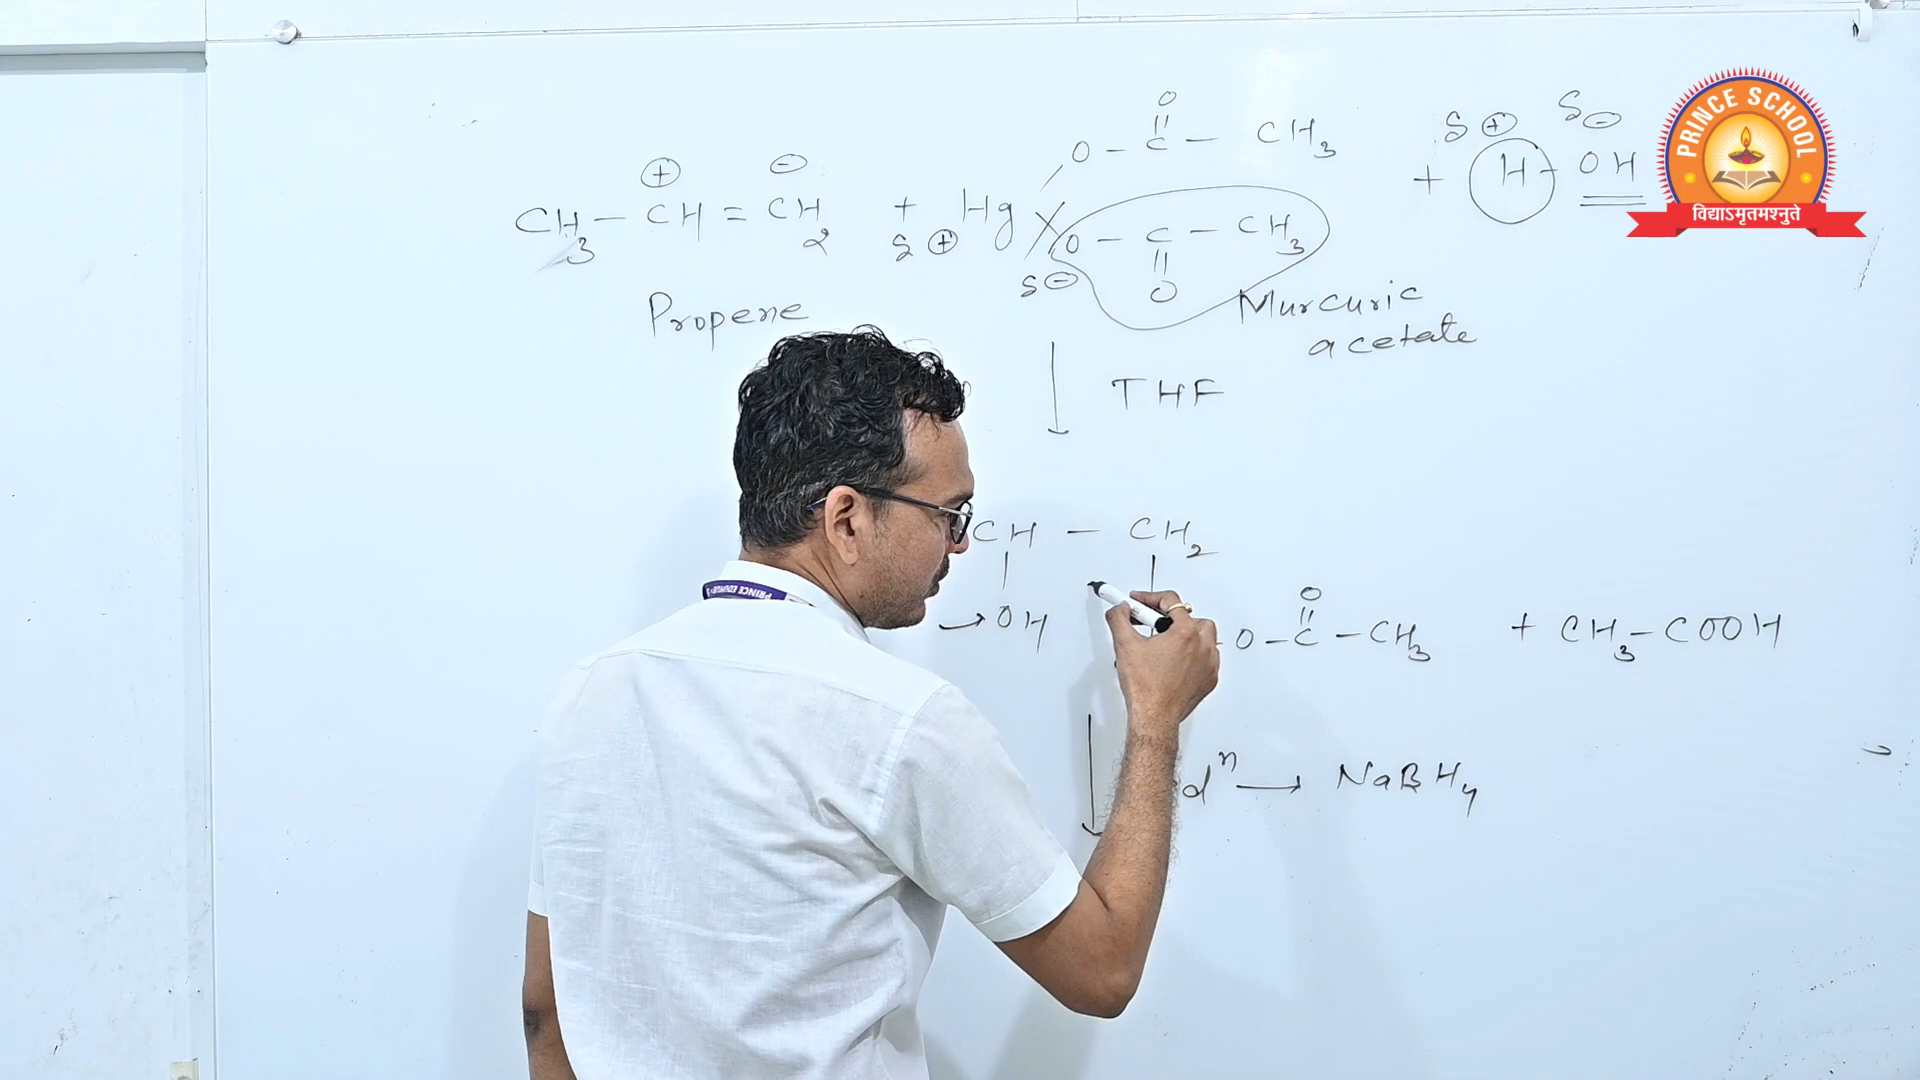 O
||
O - C - CH3
CH3 - CH = CH2 + Hg
⊕ ⊖
δ⊕
O - C - CH3
||
O
δ⊖
δ⊕ δ⊖
+ H - OH
Propene
Murcuric
acetate
THF
CH - CH2
→ OH
O
||
O - C - CH3 + CH3 - COOH
dn → NaBH4
PRINCE SCHOOL
विद्याऽमृतमश्नुते